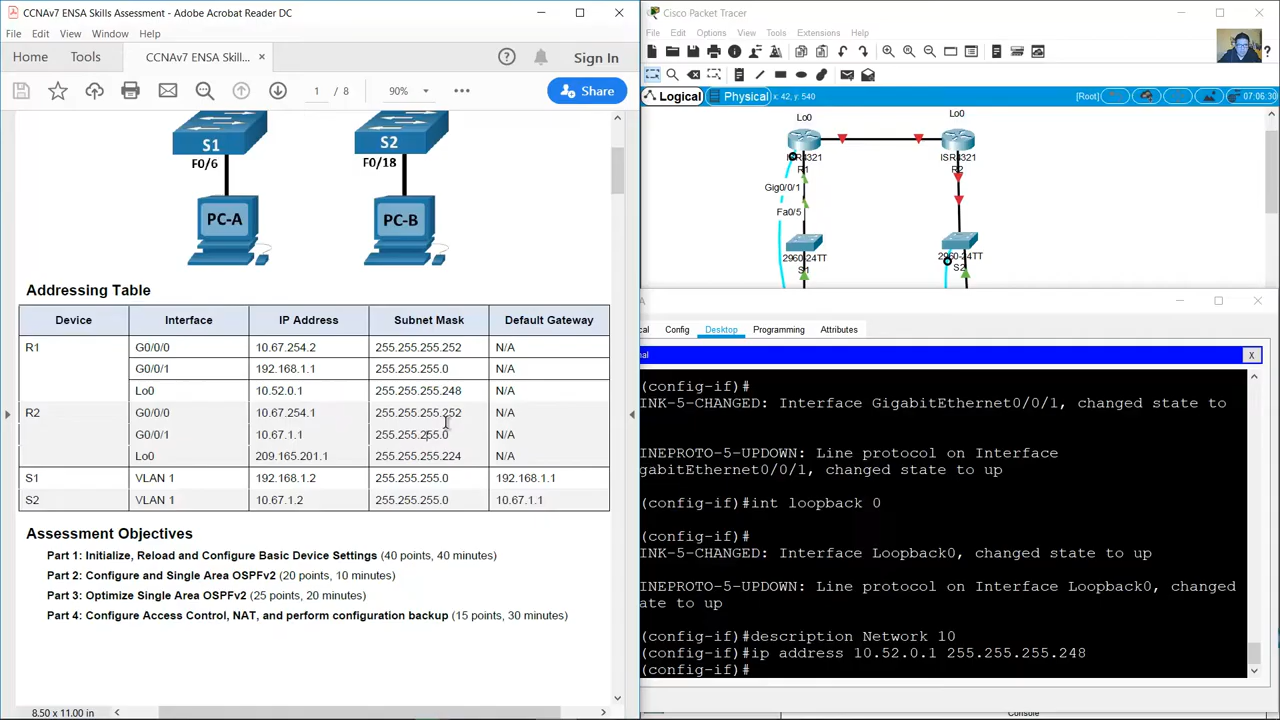 CCNAv7 ENSA Skills Assessment - Adobe Acrobat Reader DC
File Edit View Window Help
Home Tools CCNAv7 ENSA Skill... × Sign In
1 / 8 90% Share
S1 S2
F0/6 F0/18
PC-A PC-B
Addressing Table
Device Interface IP Address Subnet Mask Default Gateway
R1 G0/0/0 10.67.254.2 255.255.255.252 N/A
G0/0/1 192.168.1.1 255.255.255.0 N/A
Lo0 10.52.0.1 255.255.255.248 N/A
R2 G0/0/0 10.67.254.1 255.255.255.252 N/A
G0/0/1 10.67.1.1 255.255.255.0 N/A
Lo0 209.165.201.1 255.255.255.224 N/A
S1 VLAN 1 192.168.1.2 255.255.255.0 192.168.1.1
S2 VLAN 1 10.67.1.2 255.255.255.0 10.67.1.1
Assessment Objectives
Part 1: Initialize, Reload and Configure Basic Device Settings (40 points, 40 minutes)
Part 2: Configure and Single Area OSPFv2 (20 points, 10 minutes)
Part 3: Optimize Single Area OSPFv2 (25 points, 20 minutes)
Part 4: Configure Access Control, NAT, and perform configuration backup (15 points, 30 minutes)
8.50 x 11.00 in
Cisco Packet Tracer
File Edit Options View Tools Extensions Help
Logical Physical x: 42, y: 540 [Root] 07:06:30
Lo0 Lo0
ISR4321 ISR4321
R1 R2
Gig0/0/1
Fa0/5
2960-24TT 2960-24TT
S1 S2
A
cal Config Desktop Programming Attributes
nal X
(config-if)#
INK-5-CHANGED: Interface GigabitEthernet0/0/1, changed state to
INEPROTO-5-UPDOWN: Line protocol on Interface
gabitEthernet0/0/1, changed state to up
(config-if)#int loopback 0
(config-if)#
INK-5-CHANGED: Interface Loopback0, changed state to up
INEPROTO-5-UPDOWN: Line protocol on Interface Loopback0, changed
ate to up
(config-if)#description Network 10
(config-if)#ip address 10.52.0.1 255.255.255.248
(config-if)#
Console